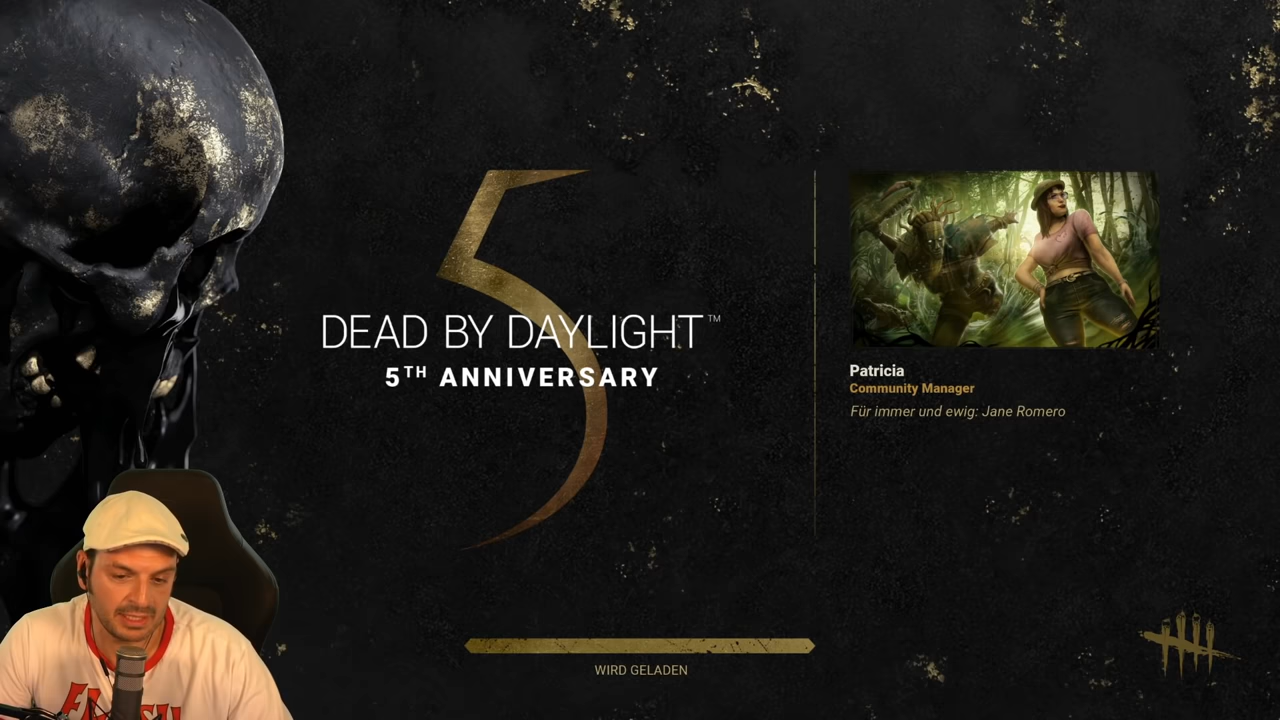 DEAD BY DAYLIGHT™
5TH ANNIVERSARY
Patricia
Community Manager
Für immer und ewig: Jane Romero
WIRD GELADEN